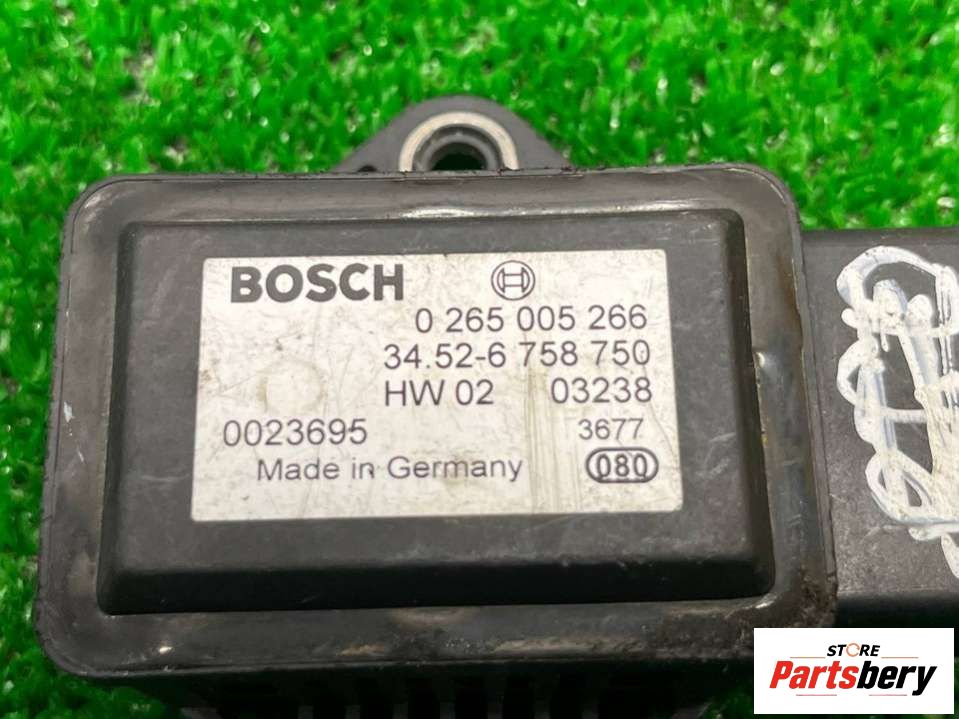 BOSCH
0 265 005 266
34.52-6 758 750
HW 02 03238
0023695 3677
Made in Germany 080
STORE
Partsbery